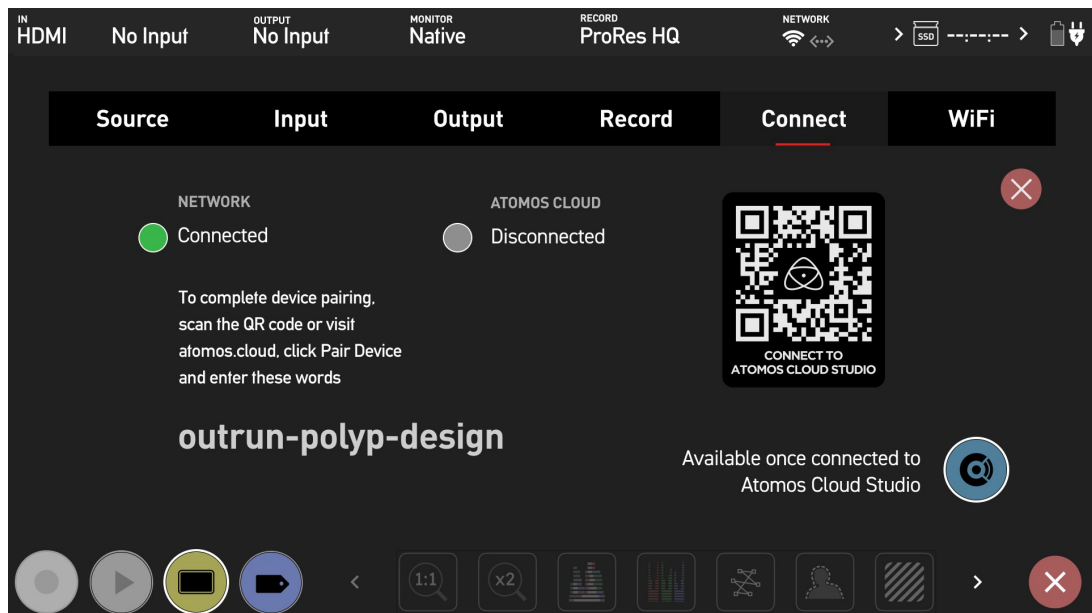 IN
HDMI
No Input
OUTPUT
No Input
MONITOR
Native
RECORD
ProRes HQ
NETWORK
> SSD --:--:-- >
Source
Input
Output
Record
Connect
WiFi
NETWORK
Connected
ATOMOS CLOUD
Disconnected
To complete device pairing,
scan the QR code or visit
atomos.cloud, click Pair Device
and enter these words
outrun-polyp-design
CONNECT TO
ATOMOS CLOUD STUDIO
Available once connected to
Atomos Cloud Studio
1:1
x2